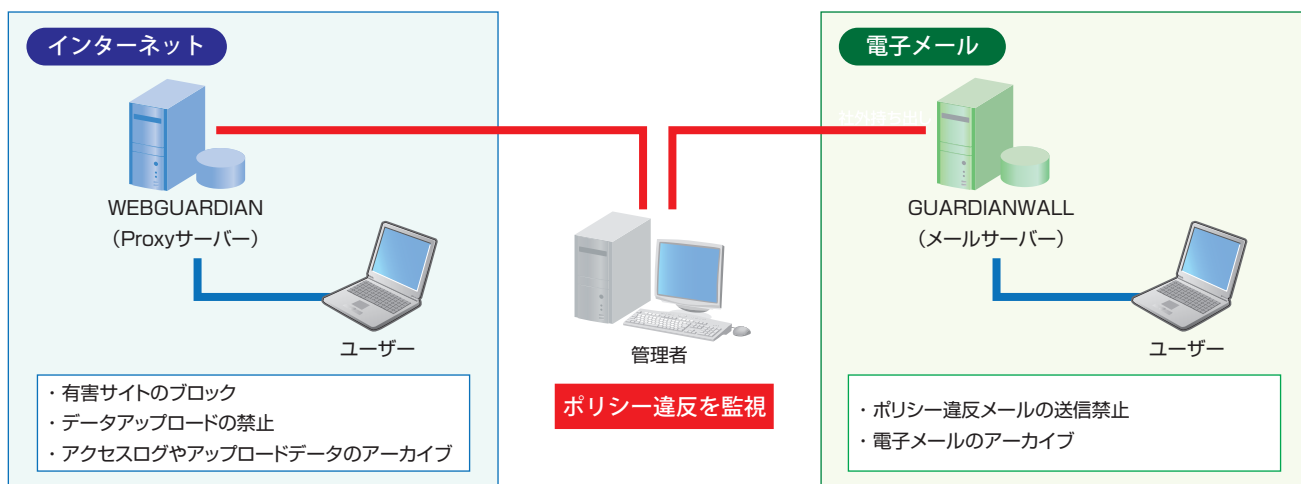 インターネット
WEBGUARDIAN
（Proxyサーバー）
ユーザー
・有害サイトのブロック
・データアップロードの禁止
・アクセスログやアップロードデータのアーカイブ
管理者
ポリシー違反を監視
電子メール
社外持ち出し
GUARDIANWALL
（メールサーバー）
ユーザー
・ポリシー違反メールの送信禁止
・電子メールのアーカイブ